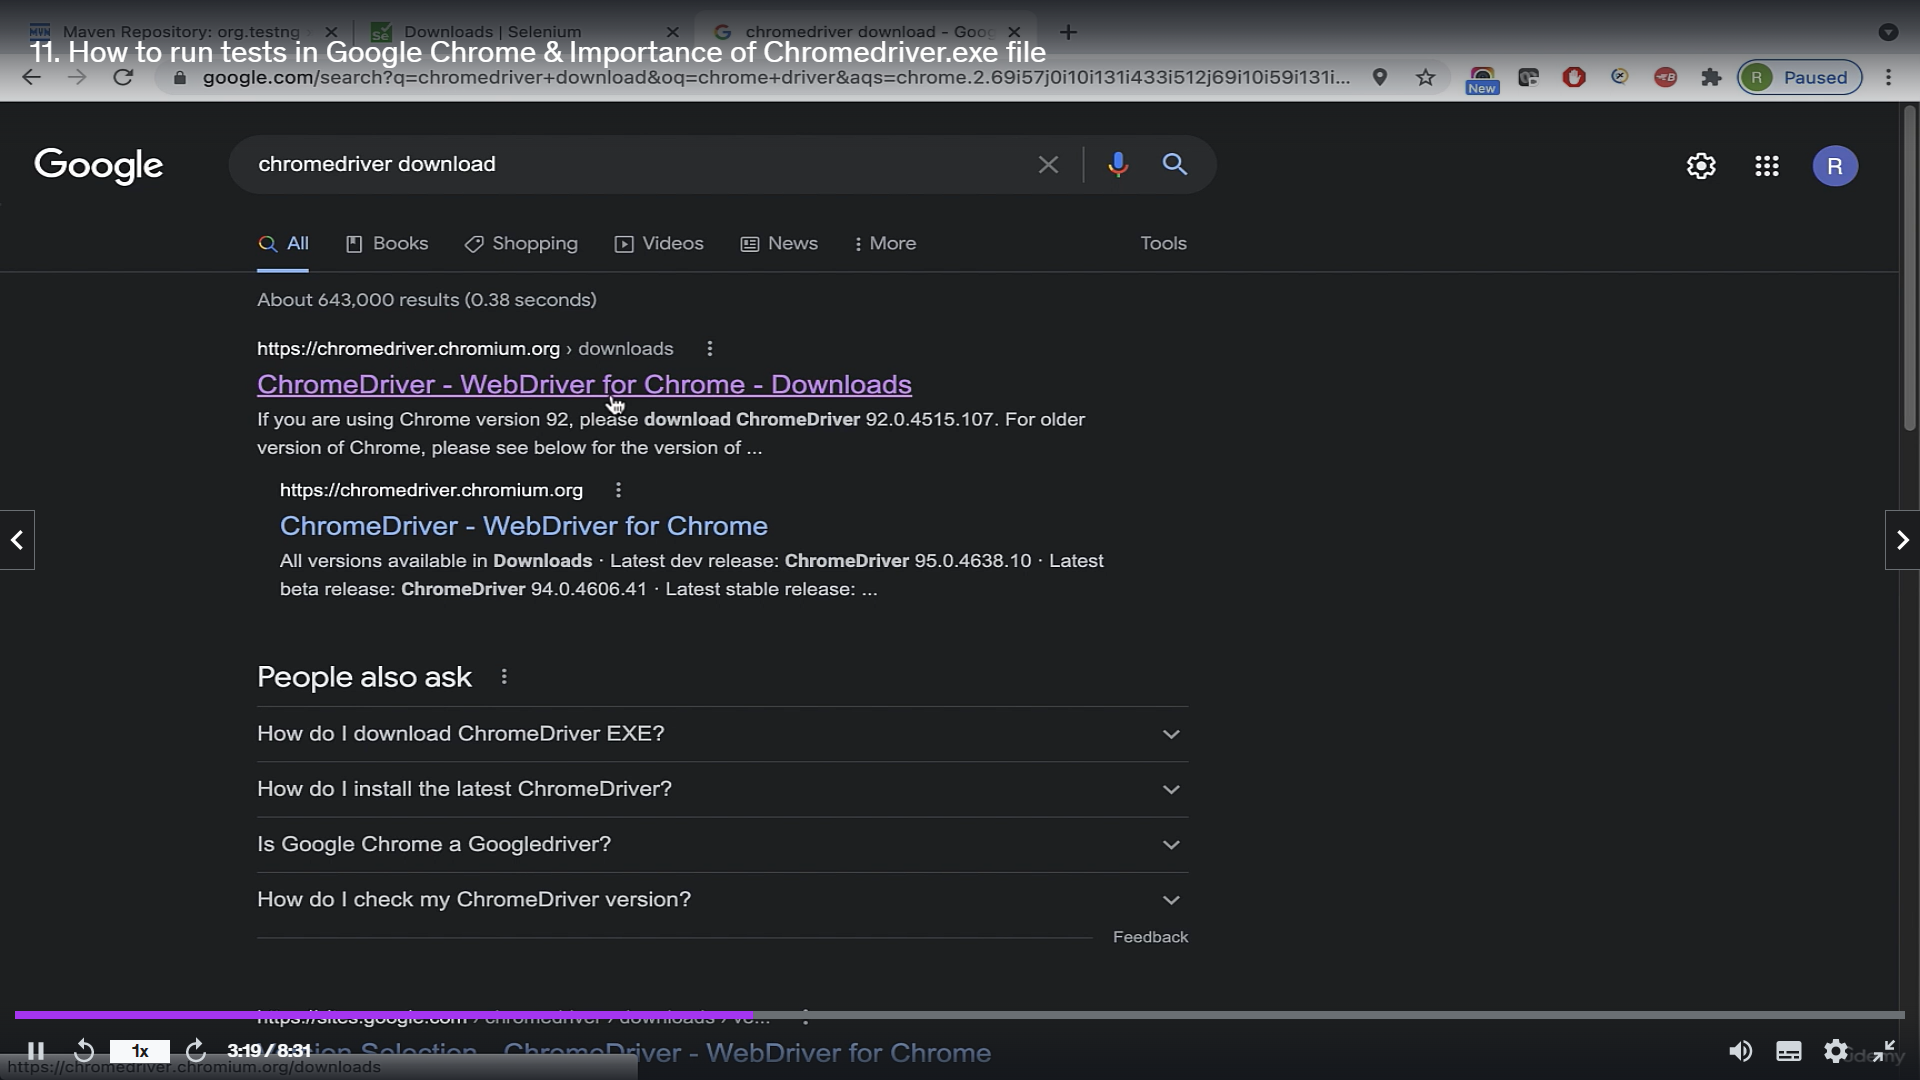 Maven Repository: org.testng
Downloads | Selenium
chromedriver download - Goo
11. How to run tests in Google Chrome & Importance of Chromedriver.exe file
google.com/search?q=chromedriver+download&oq=chrome+driver&aqs=chrome.2.69i57j0i10i131i433i512j69i10i59i131i...
New
R
Paused
Google
chromedriver download
R
All
Books
Shopping
Videos
News
More
Tools
About 643,000 results (0.38 seconds)
https://chromedriver.chromium.org › downloads
ChromeDriver - WebDriver for Chrome - Downloads
If you are using Chrome version 92, please download ChromeDriver 92.0.4515.107. For older
version of Chrome, please see below for the version of ...
https://chromedriver.chromium.org
ChromeDriver - WebDriver for Chrome
All versions available in Downloads · Latest dev release: ChromeDriver 95.0.4638.10 · Latest
beta release: ChromeDriver 94.0.4606.41 · Latest stable release: ...
People also ask
How do I download ChromeDriver EXE?
How do I install the latest ChromeDriver?
Is Google Chrome a Googledriver?
How do I check my ChromeDriver version?
Feedback
https://sites.google.com › chromedriver › downloads › ve...
1x
3:19 / 8:31
Selection - ChromeDriver - WebDriver for Chrome
https://chromedriver.chromium.org/downloads